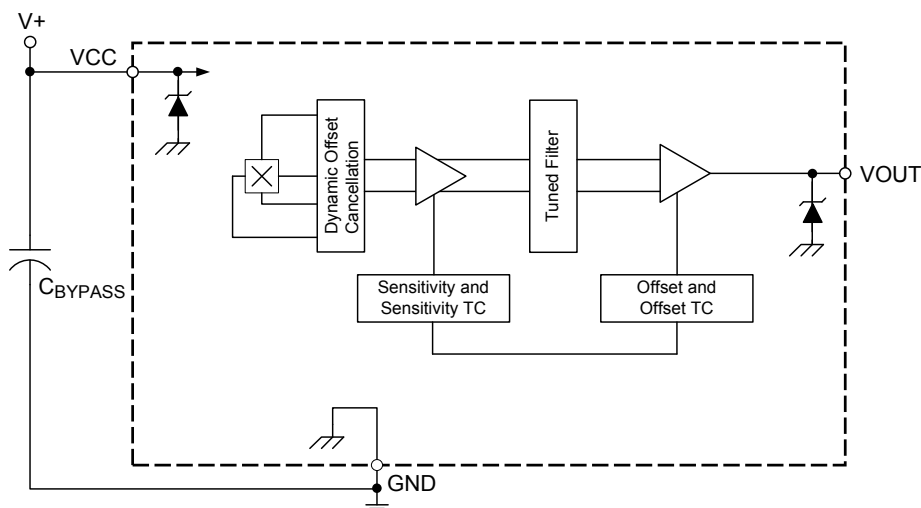 V+
VCC
Dynamic Offset
Cancellation
Tuned Filter
VOUT
CBYPASS
Sensitivity and
Sensitivity TC
Offset and
Offset TC
GND